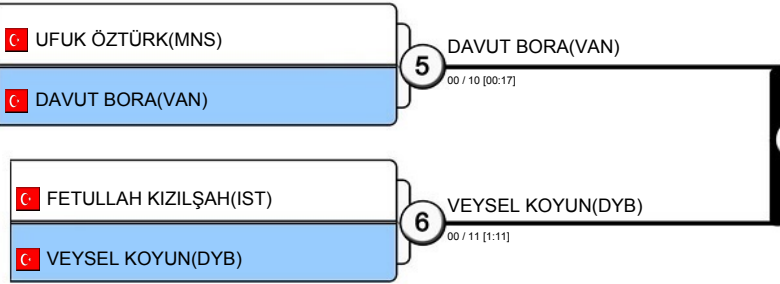 UFUK ÖZTÜRK(MNS)
DAVUT BORA(VAN)
5
DAVUT BORA(VAN)
00 / 10 [00:17]
FETULLAH KIZILŞAH(IST)
VEYSEL KOYUN(DYB)
6
VEYSEL KOYUN(DYB)
00 / 11 [1:11]